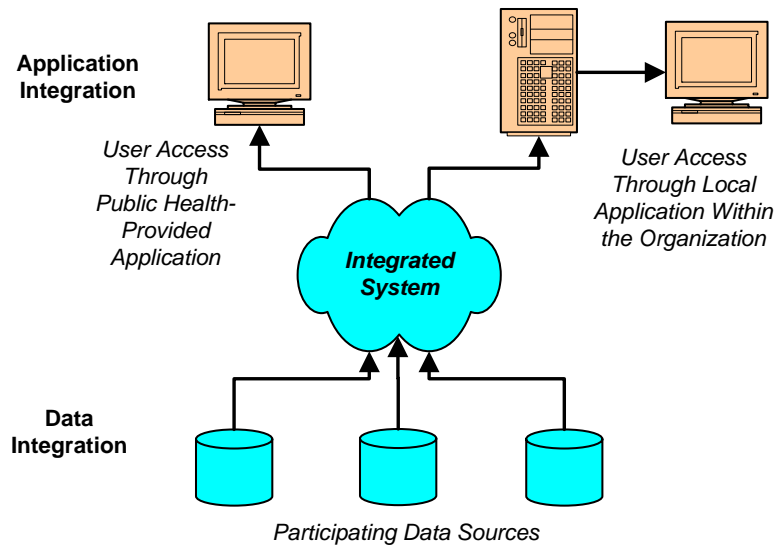 Application
Integration
User Access
Through
Public Health-
Provided
Application
User Access
Through Local
Application Within
the Organization
Integrated
System
Data
Integration
Participating Data Sources